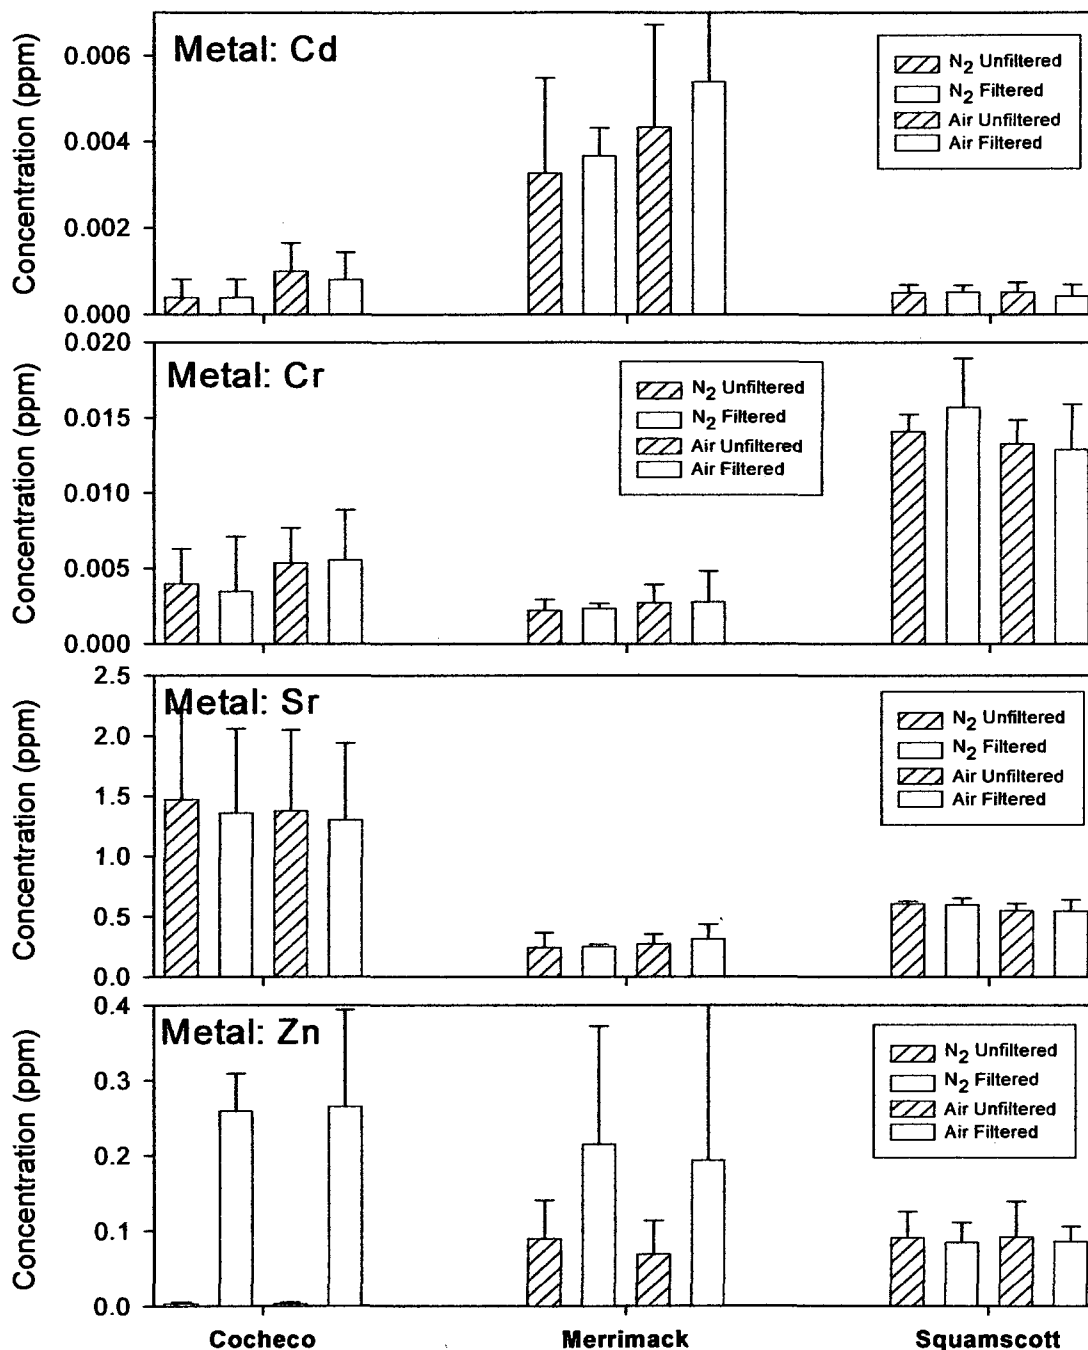 Metal: Cd
Concentration (ppm)
0.006
0.004
0.002
0.000
N2 Unfiltered
N2 Filtered
Air Unfiltered
Air Filtered
Metal: Cr
Concentration (ppm)
0.020
0.015
0.010
0.005
0.000
N2 Unfiltered
N2 Filtered
Air Unfiltered
Air Filtered
Metal: Sr
Concentration (ppm)
2.5
2.0
1.5
1.0
0.5
0.0
N2 Unfiltered
N2 Filtered
Air Unfiltered
Air Filtered
Metal: Zn
Concentration (ppm)
0.4
0.3
0.2
0.1
0.0
N2 Unfiltered
N2 Filtered
Air Unfiltered
Air Filtered
Cocheco Merrimack Squamscott